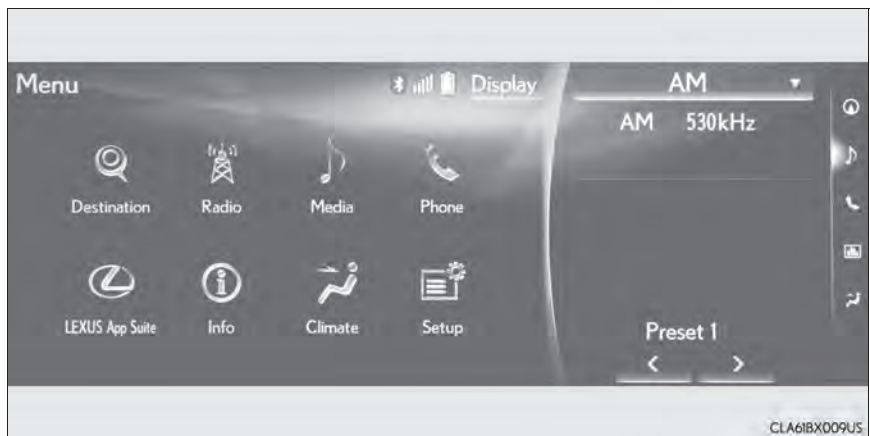 Menu
Display
AM
AM 530kHz
Destination Radio Media Phone
LEXUS App Suite Info Climate Setup
Preset 1
CLA61BX009US